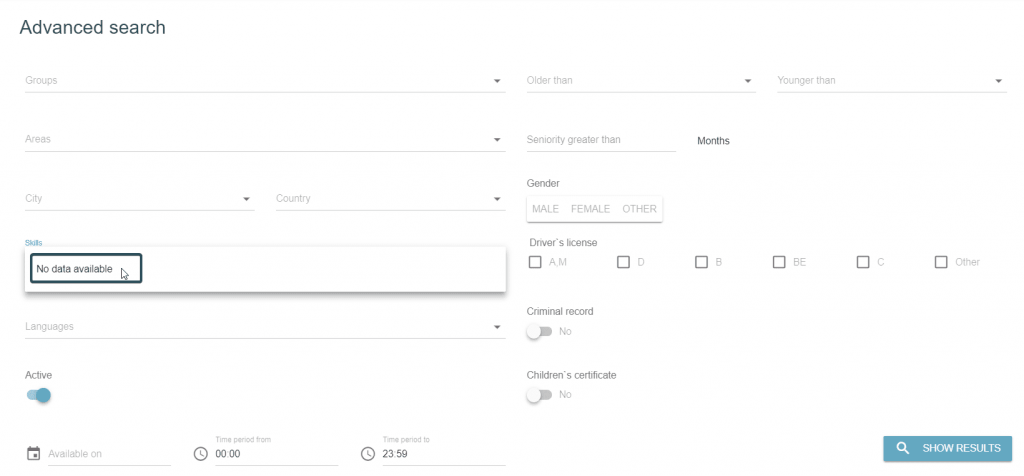 Advanced search
Groups
Older than
Younger than
Areas
Seniority greater than
Months
City
Country
Gender
MALE FEMALE OTHER
Skills
No data available
Driver`s license
A,M
D
B
BE
C
Other
Languages
Criminal record
No
Active
Children`s certificate
No
Available on
Time period from
00:00
Time period to
23:59
SHOW RESULTS